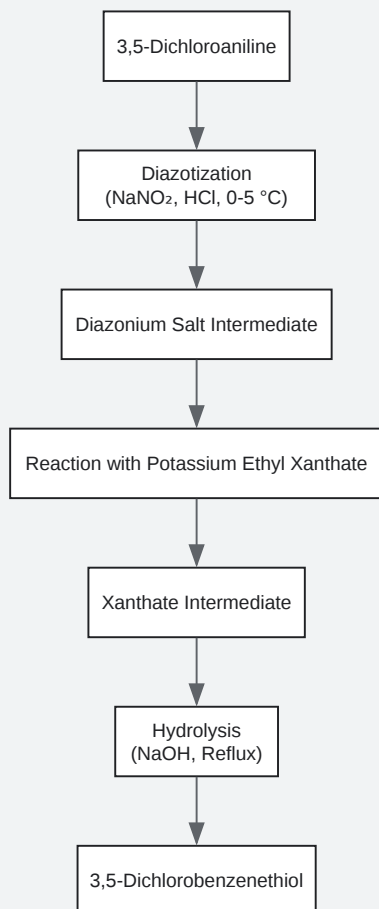 3,5-Dichloroaniline
Diazotization
(NaNO₂, HCl, 0-5 °C)
Diazonium Salt Intermediate
Reaction with Potassium Ethyl Xanthate
Xanthate Intermediate
Hydrolysis
(NaOH, Reflux)
3,5-Dichlorobenzenethiol